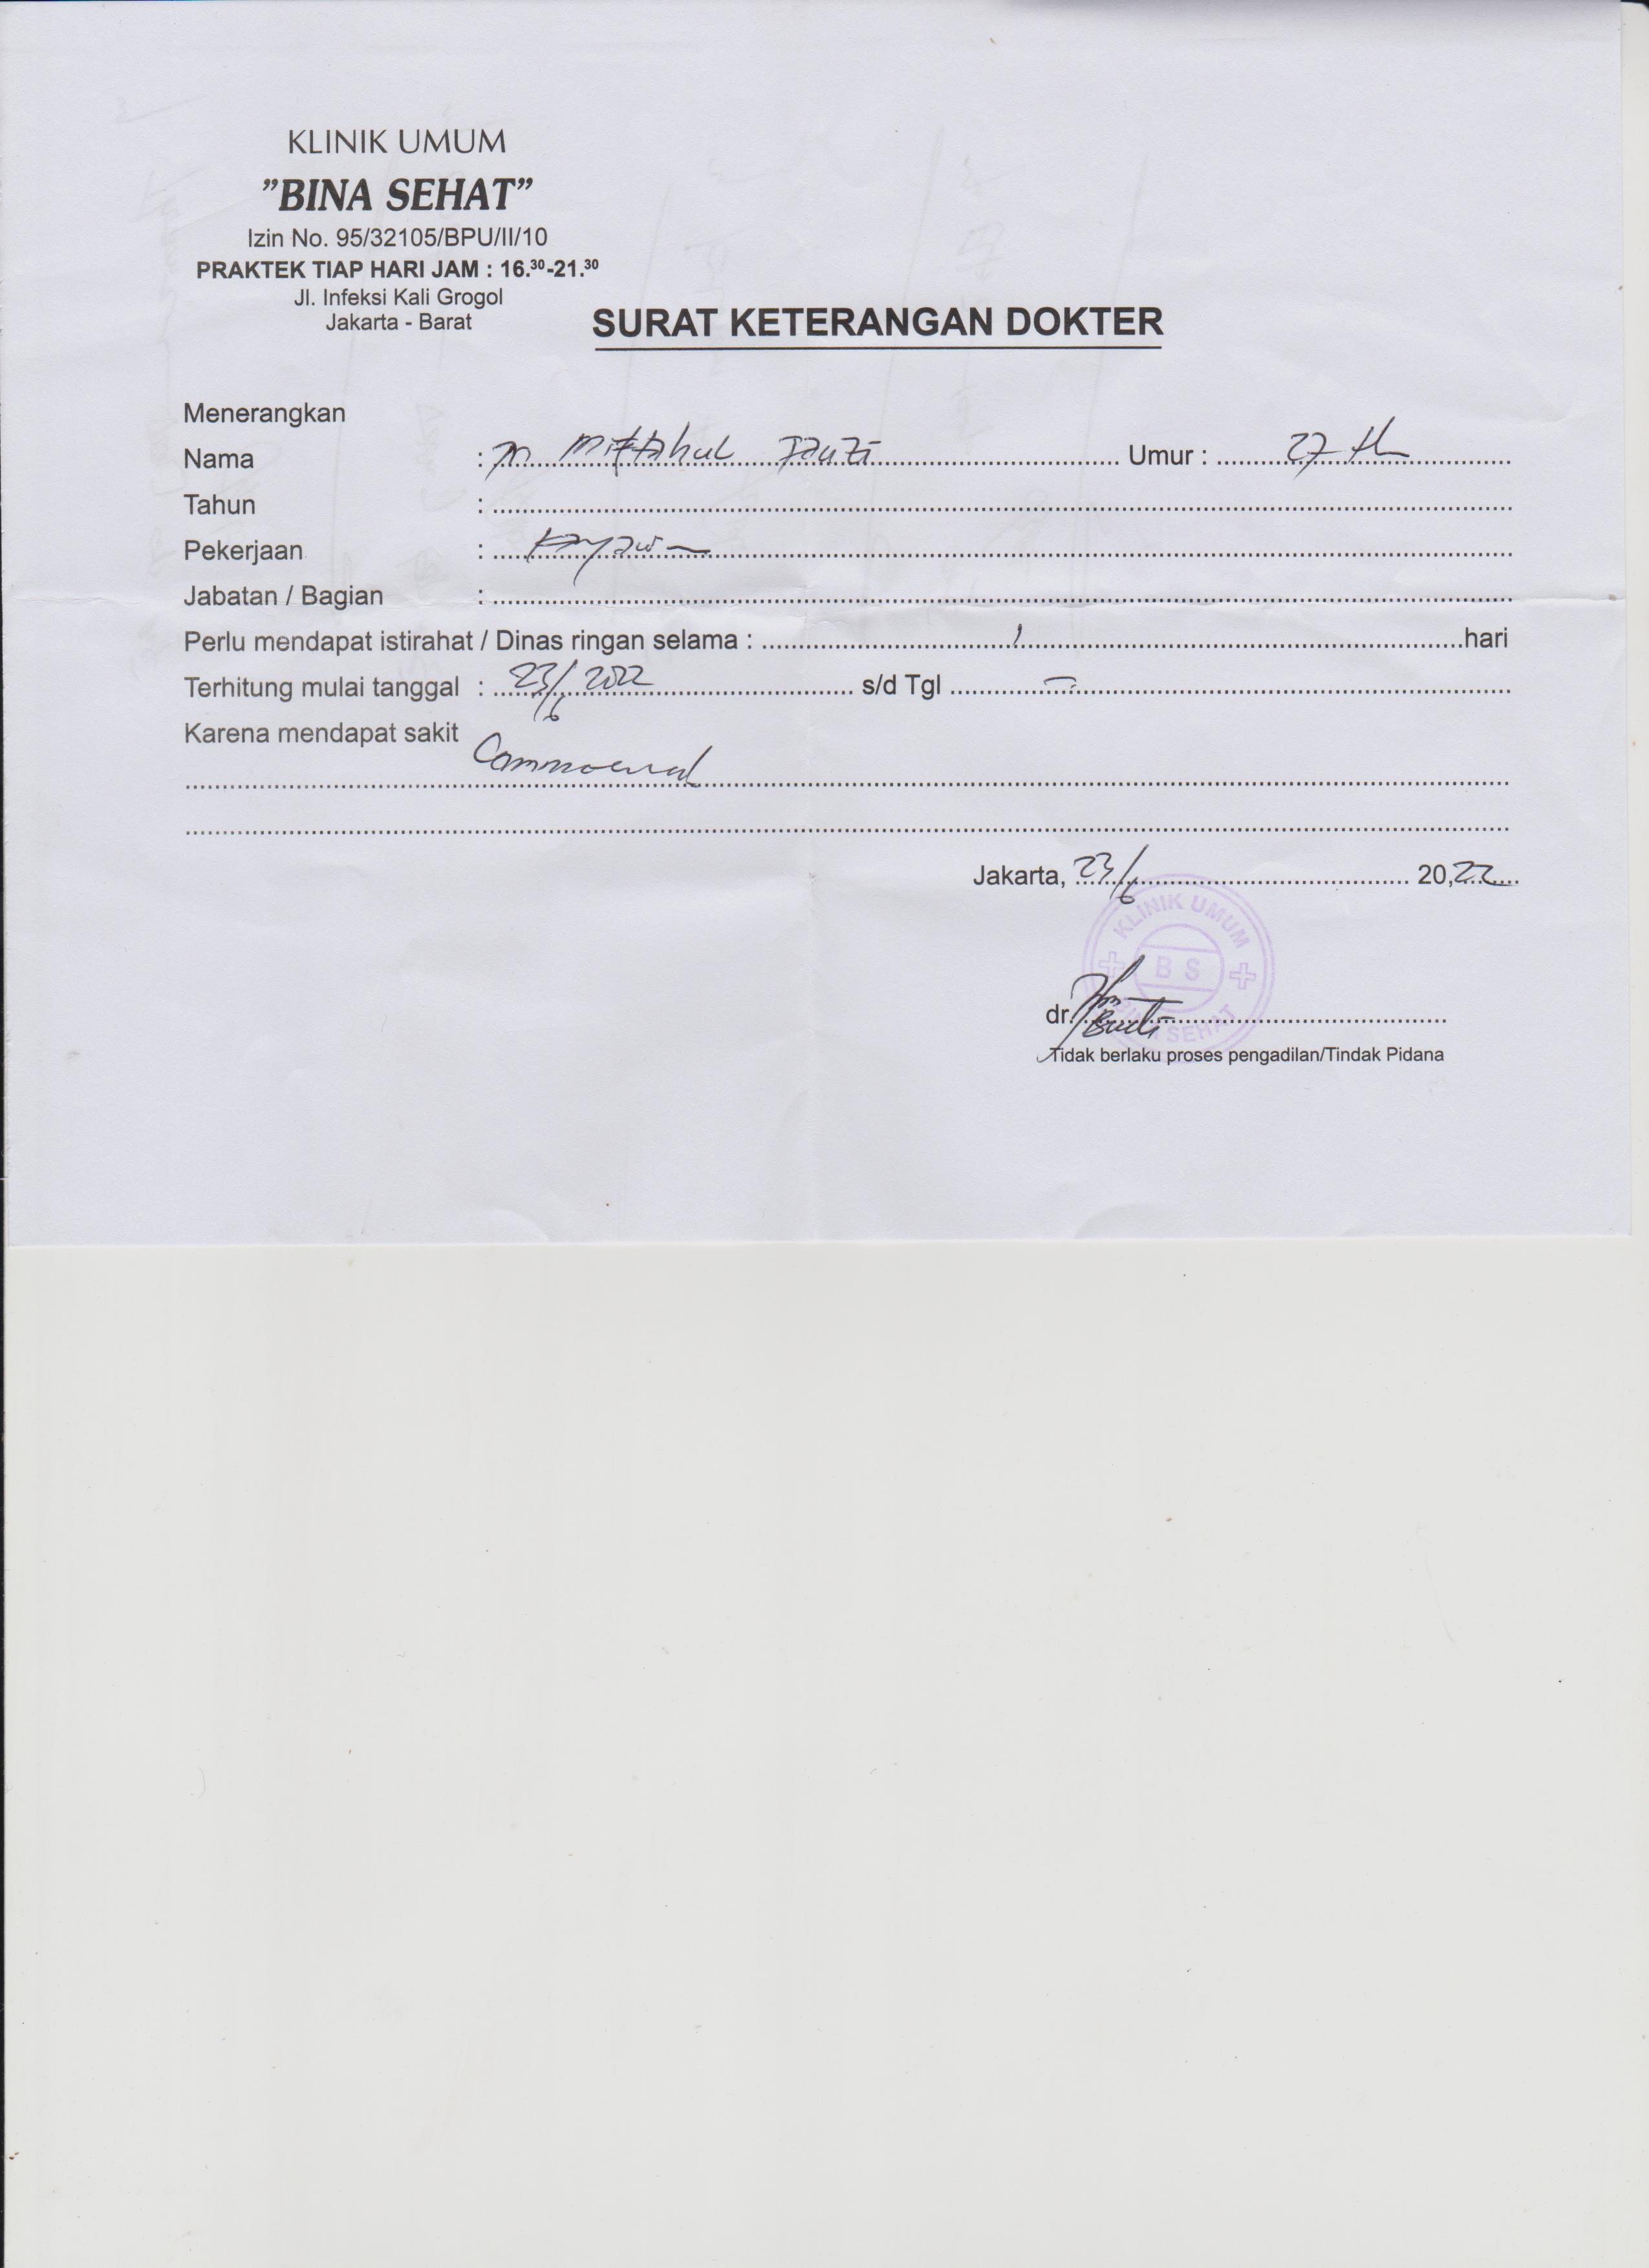 KLINIK UMUM
"BINA SEHAT"
Izin No. 95/32105/BPU/II/10
PRAKTEK TIAP HARI JAM : 16.30-21.30
Jl. Infeksi Kali Grogol
Jakarta - Barat
SURAT KETERANGAN DOKTER
Menerangkan
Nama : M Miftahul Fauzi Umur : 27 th
Tahun :
Pekerjaan : Karyawan
Jabatan / Bagian :
Perlu mendapat istirahat / Dinas ringan selama : 1 hari
Terhitung mulai tanggal : 23/6 2022 s/d Tgl -
Karena mendapat sakit
Jakarta, 23/6 20,22
KLINIK UMUM
B S
BINA SEHAT
dr. Budi
Tidak berlaku proses pengadilan/Tindak Pidana